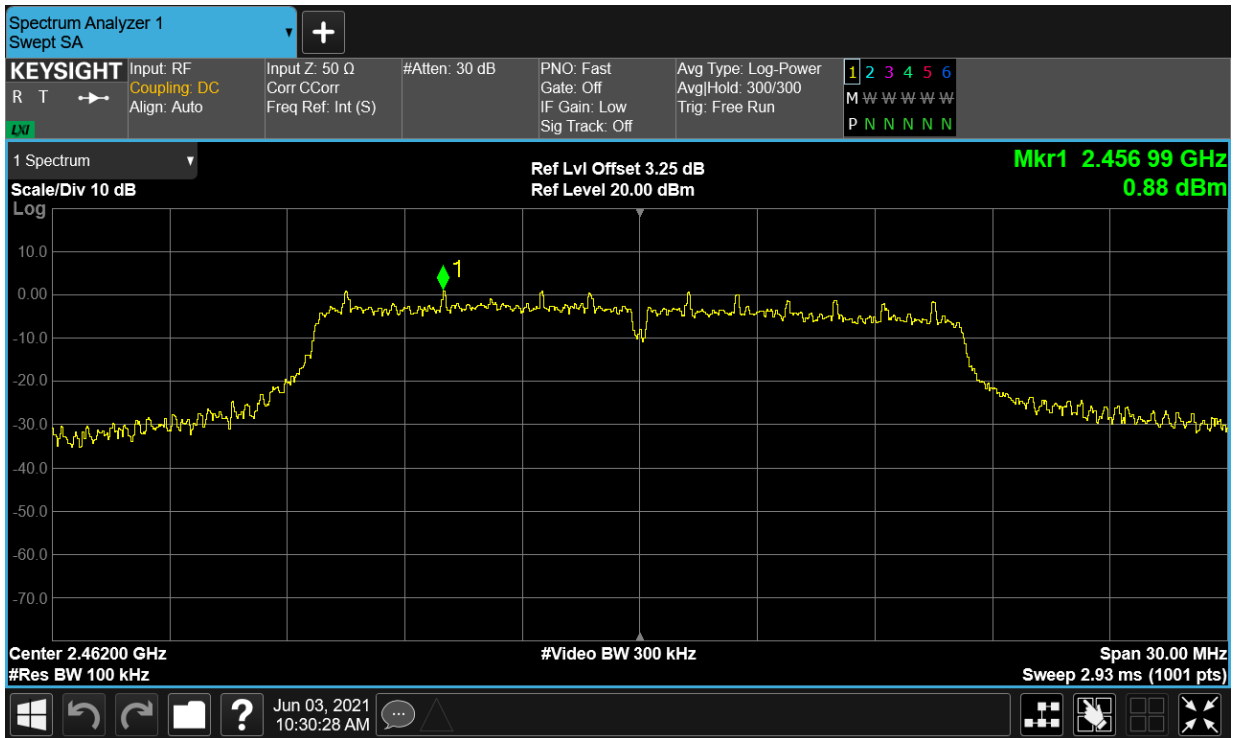 Spectrum Analyzer 1
Swept SA
+
KEYSIGHT
R T
LXI
Input: RF
Coupling: DC
Align: Auto
Input Z: 50 Ω
Corr CCorr
Freq Ref: Int (S)
#Atten: 30 dB
PNO: Fast
Gate: Off
IF Gain: Low
Sig Track: Off
Avg Type: Log-Power
Avg|Hold: 300/300
Trig: Free Run
1 2 3 4 5 6
M W W W W W
P N N N N N N
1 Spectrum
Scale/Div 10 dB
Log
Ref Lvl Offset 3.25 dB
Ref Level 20.00 dBm
Mkr1 2.456 99 GHz
0.88 dBm
10.0
0.00
-10.0
-20.0
-30.0
-40.0
-50.0
-60.0
-70.0
1
Center 2.46200 GHz
#Res BW 100 kHz
#Video BW 300 kHz
Span 30.00 MHz
Sweep 2.93 ms (1001 pts)
?
Jun 03, 2021
10:30:28 AM